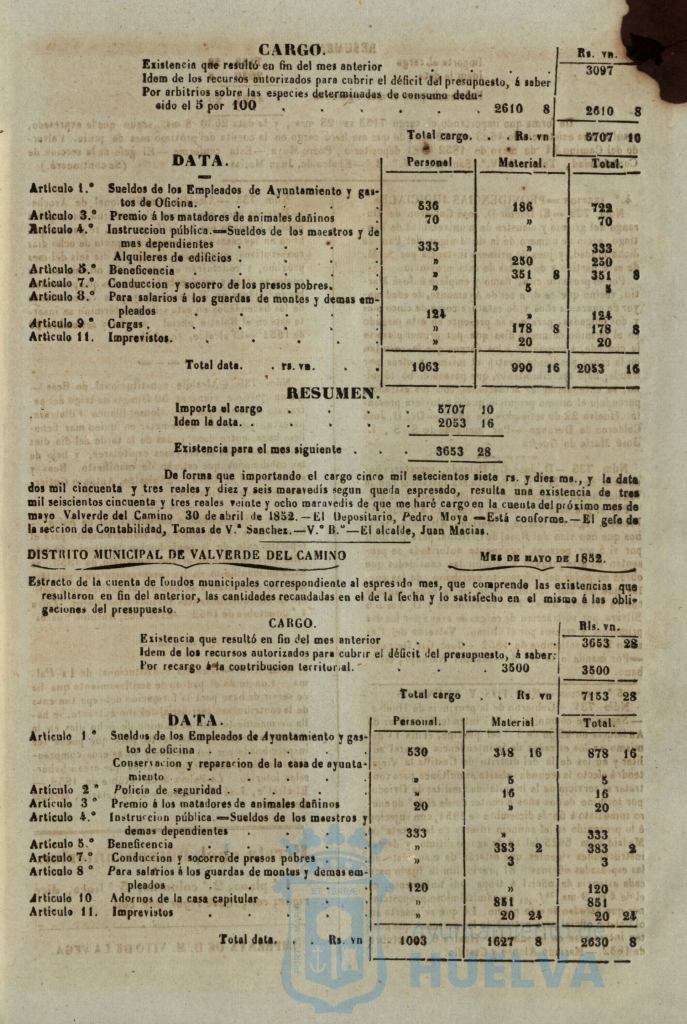 CARGO.
Rs. vn.
Existencia que resultó en fin del mes anterior . . . . 3097
Idem de los recursos autorizados para cubrir el déficit del presupuesto, á saber
Por arbitrios sobre las especies determinadas de consumo dedu-
sido el 5 por 100 . . . . . . 2610 8 2610 8
Total cargo. . . Rs. vn 5707 10
DATA.
Personal Material. Total.
Artículo 1.º Sueldos de los Empleados de Ayuntamiento y gas-
tos de Oficina. . . . . 536 186 722
Artículo 3.º Premio á los matadores de animales dañinos 70 » 70
Artículo 4.º Instruccion pública.—Sueldos de los maestros y de
mas dependientes . . . . 333 » 333
Alquileres de edificios . . . . » 250 250
Artículo 5.º Beneficencia . . . . » 351 8 351 8
Artículo 7.º Conduccion y socorro de los presos pobres. . » 5 5
Artículo 8.º Para salarios á los guardas de montes y demas em-
pleados . . . . . 124 » 124
Artículo 9º Cargas. . . . . . » 178 8 178 8
Artículo 11. Imprevistos. . . . . » 20 20
Total data. . rs. vn. . . 1063 990 16 2053 16
RESUMEN.
Importa el cargo . . . . 5707 10
Idem la data. . . . . 2053 16
Existencia para el mes siguiente . . . 3653 28
De forma que importando el cargo cinco mil setecientos siete rs. y diez ms., y la data
dos mil cincuenta y tres reales y diez y seis maravedís segun queda espresado, resulta una existencia de tres
mil seiscientos cincuenta y tres reales veinte y ocho maravedís de que me haré cargo en la cuenta del próximo mes de
mayo Valverde del Camino 30 de abril de 1852.—El Depositario, Pedro Moya—Está conforme.—El gefe de
la seccion de Contabilidad, Tomas de V.ª Sanchez.—V.º B.º—El alcalde, Juan Macias.
DISTRITO MUNICIPAL DE VALVERDE DEL CAMINO MES DE MAYO DE 1852.
Estracto de la cuenta de fondos municipales correspondiente al espresado mes, que comprende las existencias que
resultaron en fin del anterior, las cantidades recaudadas en el de la fecha y lo satisfecho en el mismo á las obli-
gaciones del presupuesto.
CARGO.
Rls. vn.
Existencia que resultó en fin del mes anterior . . . . 3653 28
Idem de los recursos autorizados para cubrir el déficit del presupuesto, á saber:
Por recargo á la contribucion territorial. . . . 3500 3500
Total cargo . . Rs vn 7153 28
DATA.
Personal. Material Total.
Artículo 1.º Sueldos de los Empleados de Ayuntamiento y gas-
tos de oficina . . . . . 530 348 16 878 16
Conservacion y reparacion de la casa de ayunta-
miento . . . . . » 5 5
Artículo 2º Policía de seguridad . . . . » 16 16
Artículo 3º Premio á los matadores de animales dañinos 20 » 20
Artículo 4.º Instruccion pública.—Sueldos de los maestros y
demas dependientes . . . . 333 » 333
Artículo 5.º Beneficencia . . . . » 383 2 383 2
Artículo 7.º Conduccion y socorro de presos pobres . . » 3 3
Artículo 8º Para salarios á los guardas de montes y demas em-
pleados . . . . . 120 » 120
Artículo 10 Adornos de la casa capitular . . . » 851 851
Artículo 11. Imprevistos . . . . » 20 24 20 24
Total data. . . Rs. vn 1003 1627 8 2630 8
HUELVA